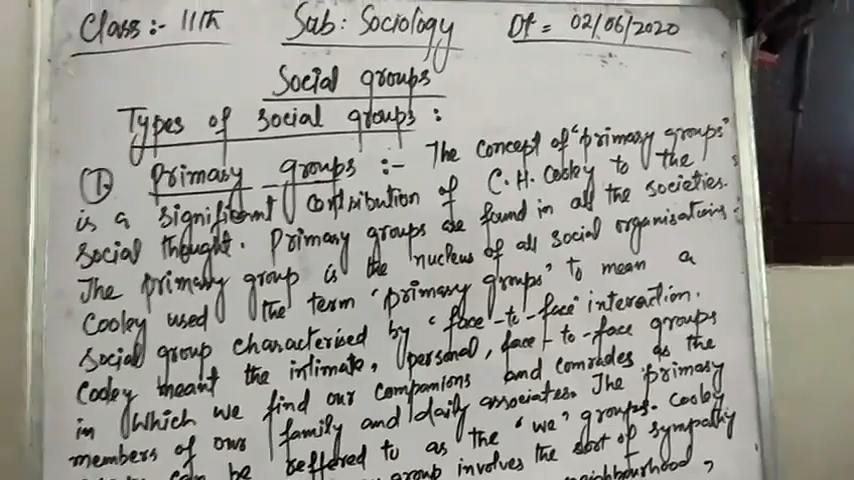 Class:- 11th Sub: Sociology Dt = 02/06/2020
Social groups
Types of social groups :
① Primary groups :- The concept of "primary groups"
is a significant contribution of C.H. Cooley to the
social thought. Primary groups are found in all the societies.
The primary group is the nucleus of all social organisations.
Cooley used the term 'primary groups' to mean a
social group characterised by 'face-to-face' interaction.
Cooley meant the intimate, personal, face-to-face groups
in which we find our companions and comrades as the
members of our family and daily associates. The primary
can be reffered to as the 'we' groups. Cooley
group involves the sort of sympathy
neighbourhood,